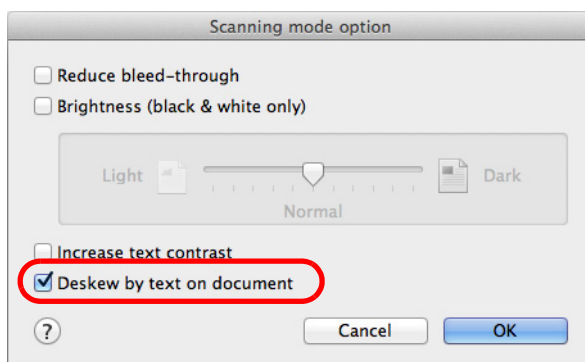 Scanning mode option
Reduce bleed-through
Brightness (black & white only)
Light Dark
Normal
Increase text contrast
Deskew by text on document
? Cancel OK